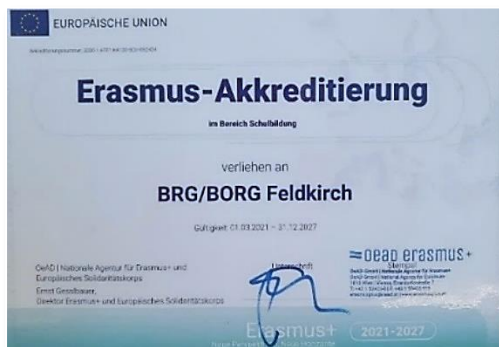 EUROPÄISCHE UNION
Erasmus-Akkreditierung
im Bereich Schulbildung
verliehen an
BRG/BORG Feldkirch
Gültigkeit: 01.03.2021 – 31.12.2027
OeAD | Nationale Agentur für Erasmus+ und
Europäisches Solidaritätskorps
Ernst Gesslbauer,
Direktor Erasmus+ und Europäisches Solidaritätskorps
Unterschrift
oead erasmus+
Stempel
Erasmus+
2021-2027